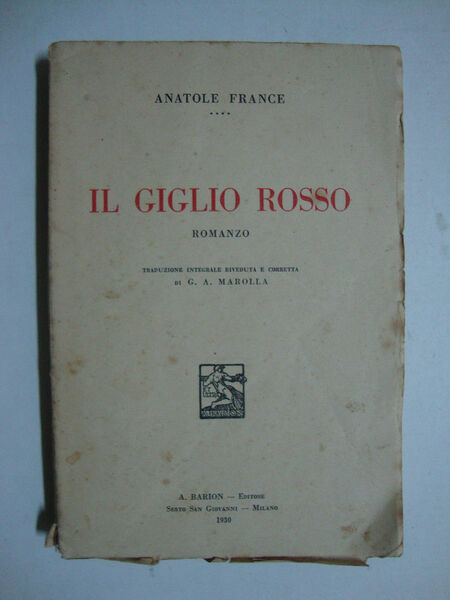 ANATOLE FRANCE
IL GIGLIO ROSSO
ROMANZO
TRADUZIONE INTEGRALE RIVEDUTA E CORRETTA
DI G. A. MAROLLA
A. BARION — EDITORE
SESTO SAN GIOVANNI — MILANO
1930